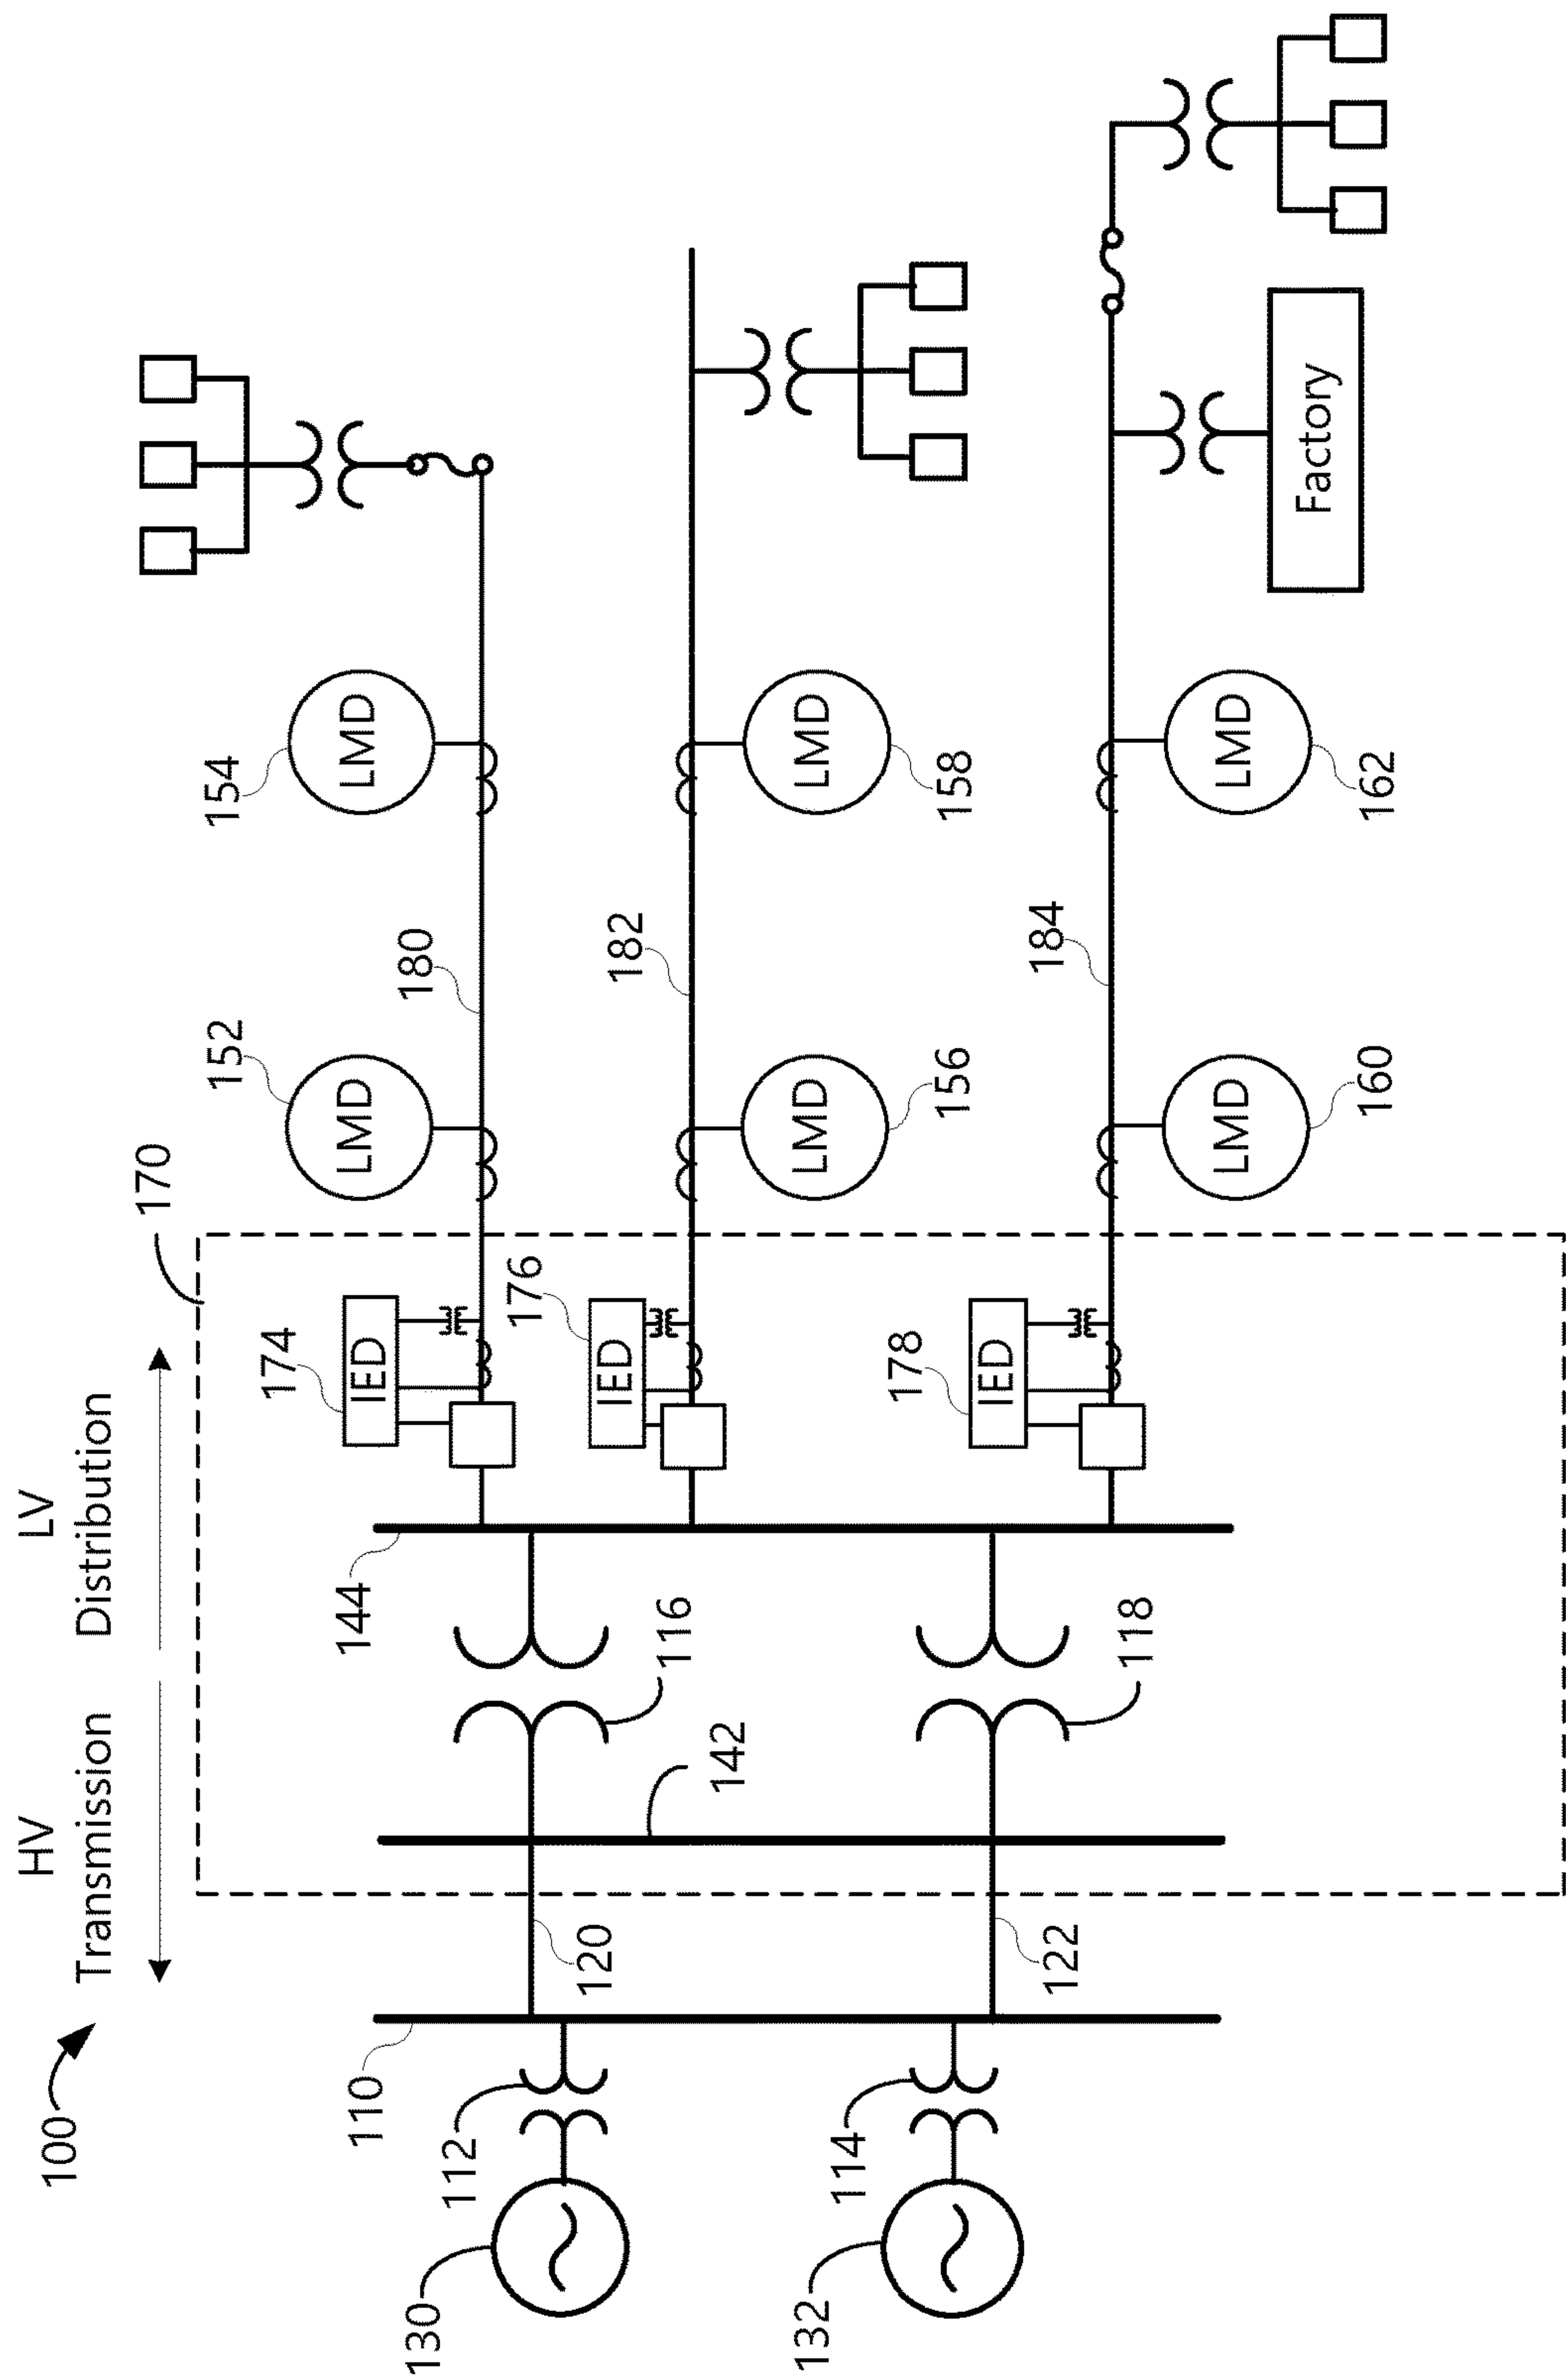 100
HV
Transmission
LV
Distribution
170
152
LMD
154
LMD
174
IED
180
130
112
110
120
144
116
176
IED
182
LMD
156
LMD
158
142
132
114
122
118
178
IED
184
LMD
160
LMD
162
Factory